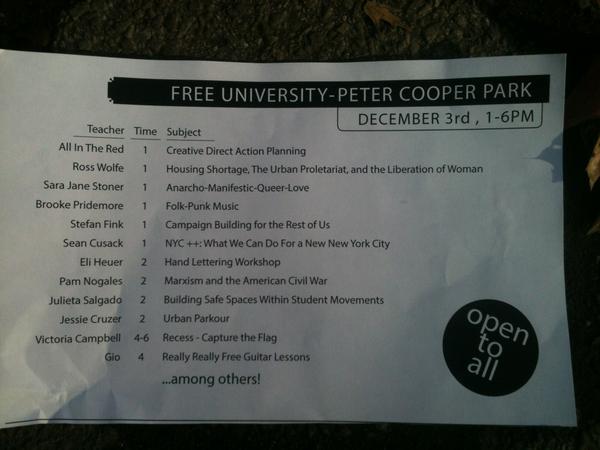 FREE UNIVERSITY-PETER COOPER PARK
DECEMBER 3rd , 1-6PM
Teacher Time Subject
All In The Red 1 Creative Direct Action Planning
Ross Wolfe 1 Housing Shortage, The Urban Proletariat, and the Liberation of Woman
Sara Jane Stoner 1 Anarcho-Manifestic-Queer-Love
Brooke Pridemore 1 Folk-Punk Music
Stefan Fink 1 Campaign Building for the Rest of Us
Sean Cusack 1 NYC ++: What We Can Do For a New New York City
Eli Heuer 2 Hand Lettering Workshop
Pam Nogales 2 Marxism and the American Civil War
Julieta Salgado 2 Building Safe Spaces Within Student Movements
Jessie Cruzer 2 Urban Parkour
Victoria Campbell 4-6 Recess - Capture the Flag
Gio 4 Really Really Free Guitar Lessons
...among others!
open
to
all